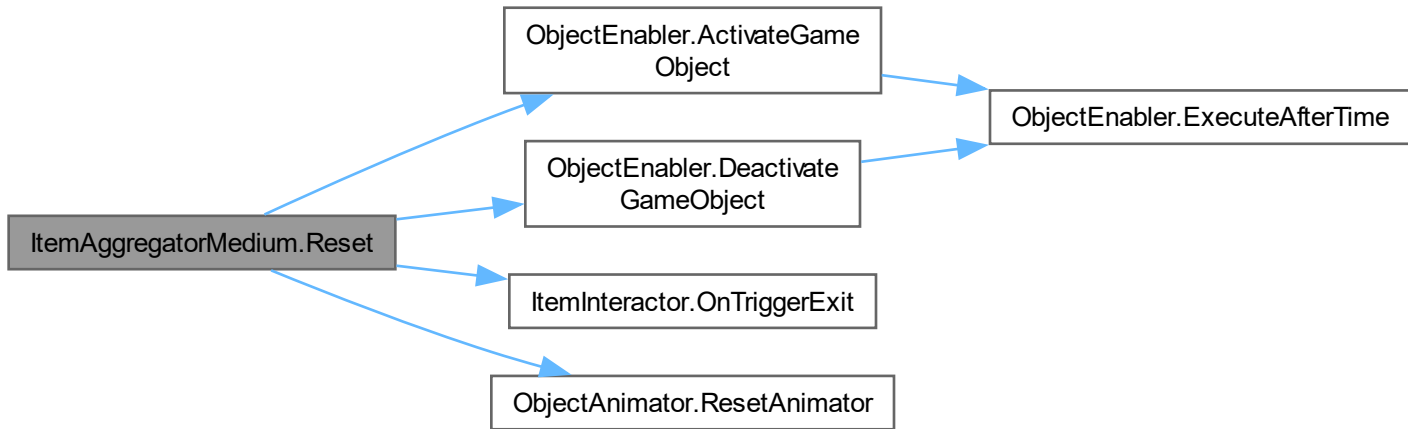 ObjectEnabler.ActivateGame
Object
ObjectEnabler.ExecuteAfterTime
ObjectEnabler.Deactivate
GameObject
ItemAggregatorMedium.Reset
ItemInteractor.OnTriggerExit
ObjectAnimator.ResetAnimator